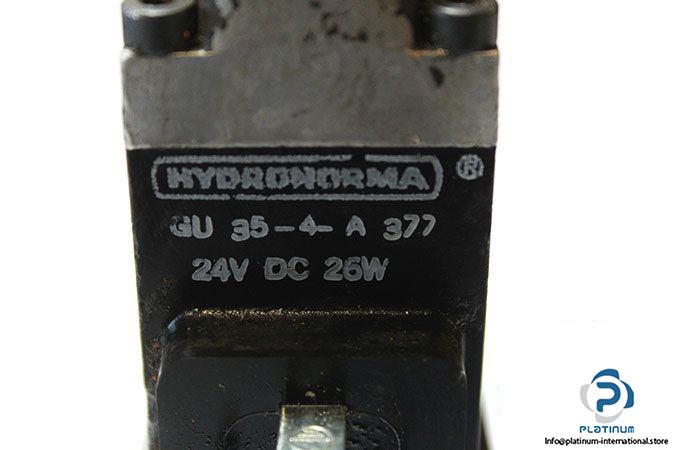 HYDRONORMA ®
GU 35-4- A 377
24V DC 26W
PLATINUM
Info@platinum-international.store